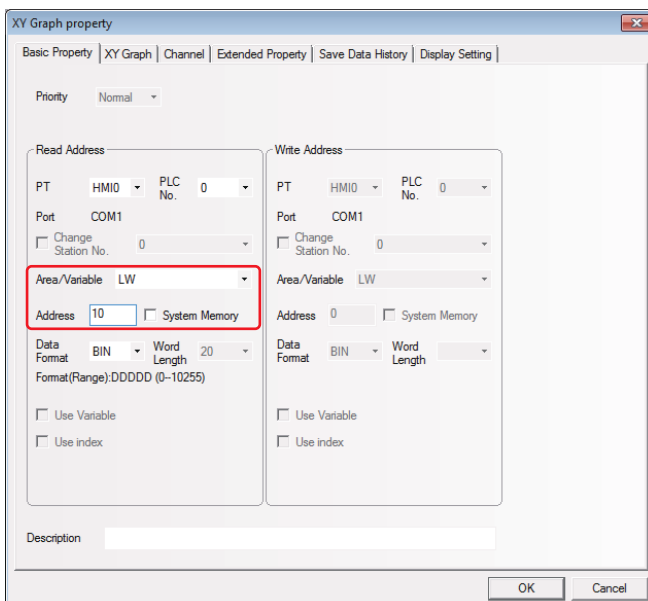 XY Graph property
Basic Property XY Graph Channel Extended Property Save Data History Display Setting
Priority Normal
Read Address
PT HMI0 PLC No. 0
Port COM1
Change Station No. 0
Area/Variable LW
Address 10 System Memory
Data Format BIN Word Length 20
Format(Range):DDDDD (0~10255)
Use Variable
Use index
Write Address
PT HMI0 PLC No. 0
Port COM1
Change Station No. 0
Area/Variable LW
Address 0 System Memory
Data Format BIN Word Length
Use Variable
Use index
Description
OK Cancel